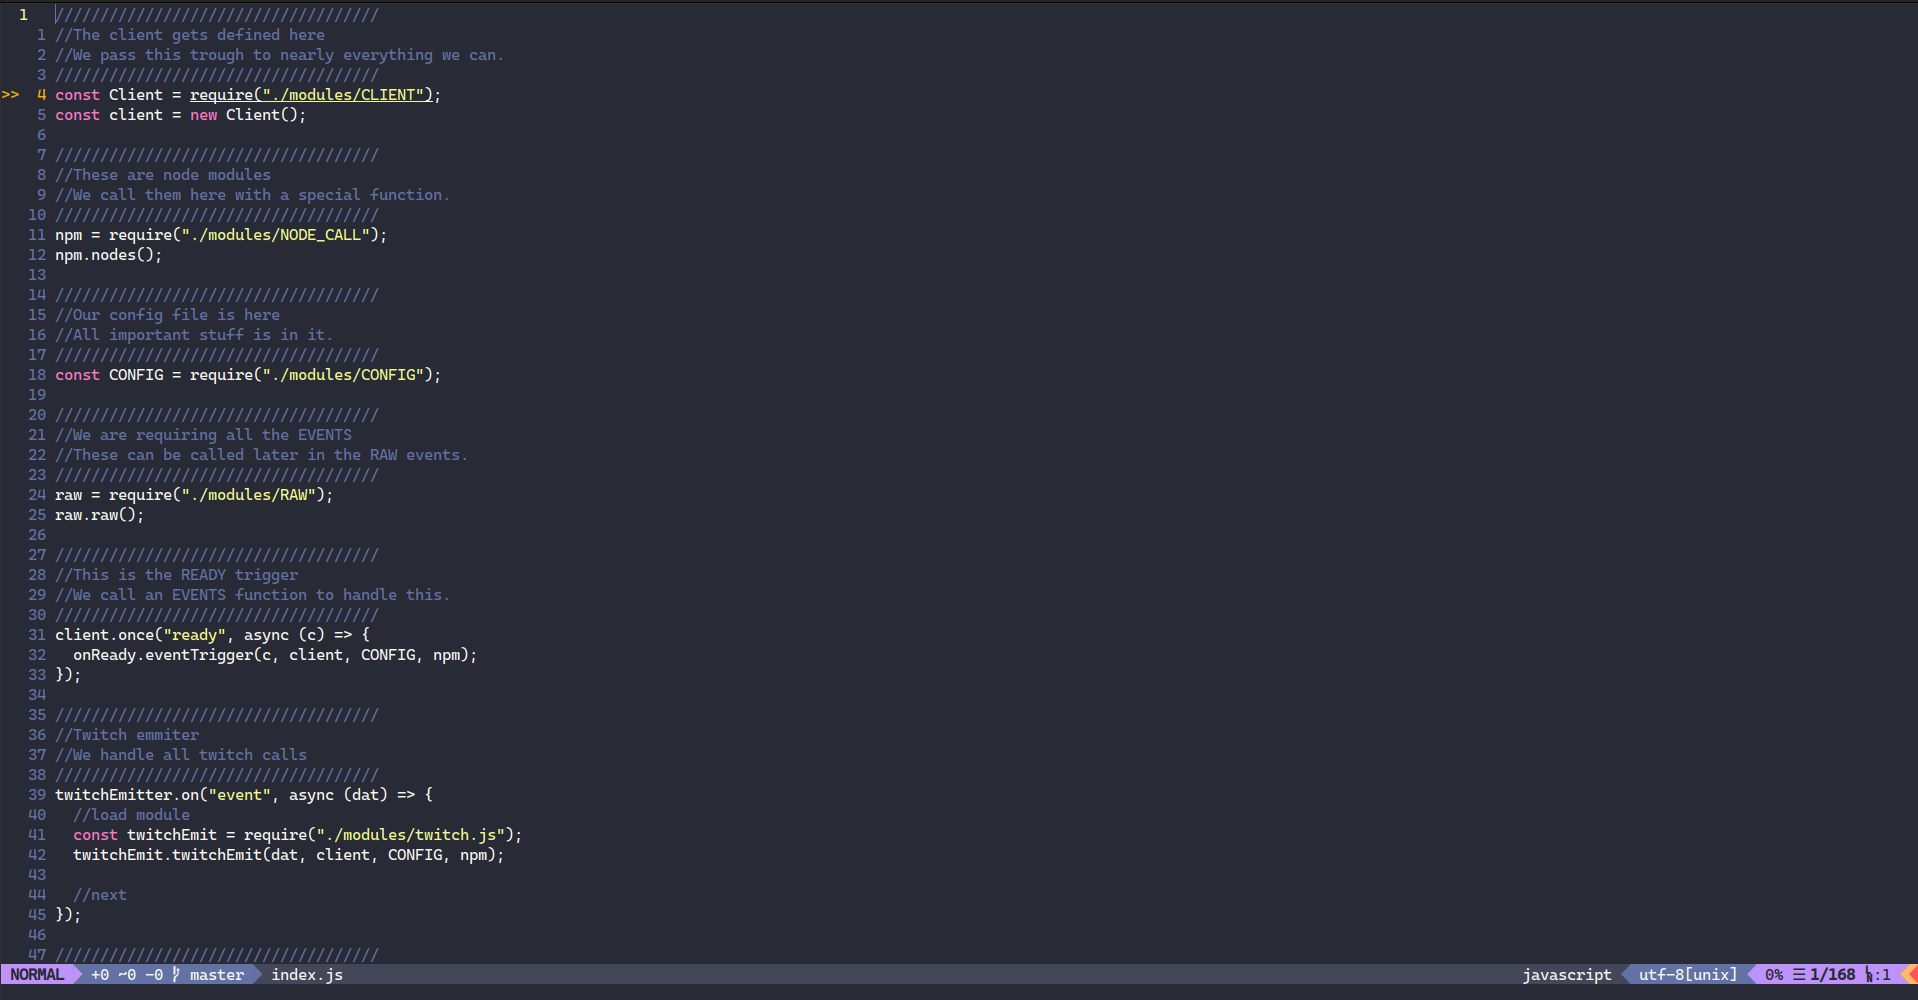 1 ////////////////////////////////////
1 //The client gets defined here
2 //We pass this trough to nearly everything we can.
3 ////////////////////////////////////
>> 4 const Client = require("./modules/CLIENT");
5 const client = new Client();
6
7 ////////////////////////////////////
8 //These are node modules
9 //We call them here with a special function.
10 ////////////////////////////////////
11 npm = require("./modules/NODE_CALL");
12 npm.nodes();
13
14 ////////////////////////////////////
15 //Our config file is here
16 //All important stuff is in it.
17 ////////////////////////////////////
18 const CONFIG = require("./modules/CONFIG");
19
20 ////////////////////////////////////
21 //We are requiring all the EVENTS
22 //These can be called later in the RAW events.
23 ////////////////////////////////////
24 raw = require("./modules/RAW");
25 raw.raw();
26
27 ////////////////////////////////////
28 //This is the READY trigger
29 //We call an EVENTS function to handle this.
30 ////////////////////////////////////
31 client.once("ready", async (c) => {
32   onReady.eventTrigger(c, client, CONFIG, npm);
33 });
34
35 ////////////////////////////////////
36 //Twitch emmiter
37 //We handle all twitch calls
38 ////////////////////////////////////
39 twitchEmitter.on("event", async (dat) => {
40   //load module
41   const twitchEmit = require("./modules/twitch.js");
42   twitchEmit.twitchEmit(dat, client, CONFIG, npm);
43
44   //next
45 });
46
47 ////////////////////////////////////
NORMAL +0 ~0 -0 master index.js javascript utf-8[unix] 0% ☰ 1/168 :1